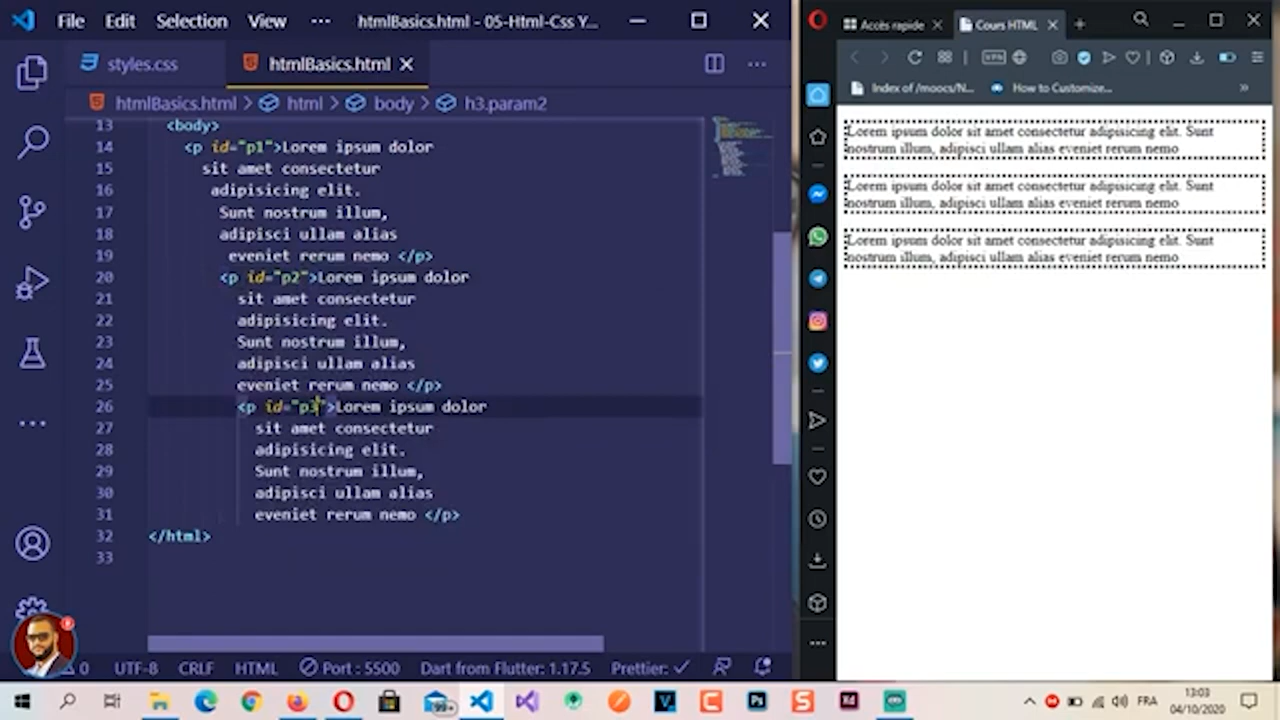 File Edit Selection View ··· htmlBasics.html - 05-Html-Css Y...
styles.css htmlBasics.html
htmlBasics.html > html > body > h3.param2
13 <body>
14 <p id="p1">Lorem ipsum dolor
15 sit amet consectetur
16 adipisicing elit.
17 Sunt nostrum illum,
18 adipisci ullam alias
19 eveniet rerum nemo </p>
20 <p id="p2">Lorem ipsum dolor
21 sit amet consectetur
22 adipisicing elit.
23 Sunt nostrum illum,
24 adipisci ullam alias
25 eveniet rerum nemo </p>
26 <p id="p3">Lorem ipsum dolor
27 sit amet consectetur
28 adipisicing elit.
29 Sunt nostrum illum,
30 adipisci ullam alias
31 eveniet rerum nemo </p>
32 </html>
33
0 UTF-8 CRLF HTML Port : 5500 Dart from Flutter: 1.17.5 Prettier: ✓
Accès rapide Cours HTML
VPN
Index of /moocs/N... How to Customize... »
Lorem ipsum dolor sit amet consectetur adipisicing elit. Sunt
nostrum illum, adipisci ullam alias eveniet rerum nemo
Lorem ipsum dolor sit amet consectetur adipisicing elit. Sunt
nostrum illum, adipisci ullam alias eveniet rerum nemo
Lorem ipsum dolor sit amet consectetur adipisicing elit. Sunt
nostrum illum, adipisci ullam alias eveniet rerum nemo
99+
FRA
13:03
04/10/2020